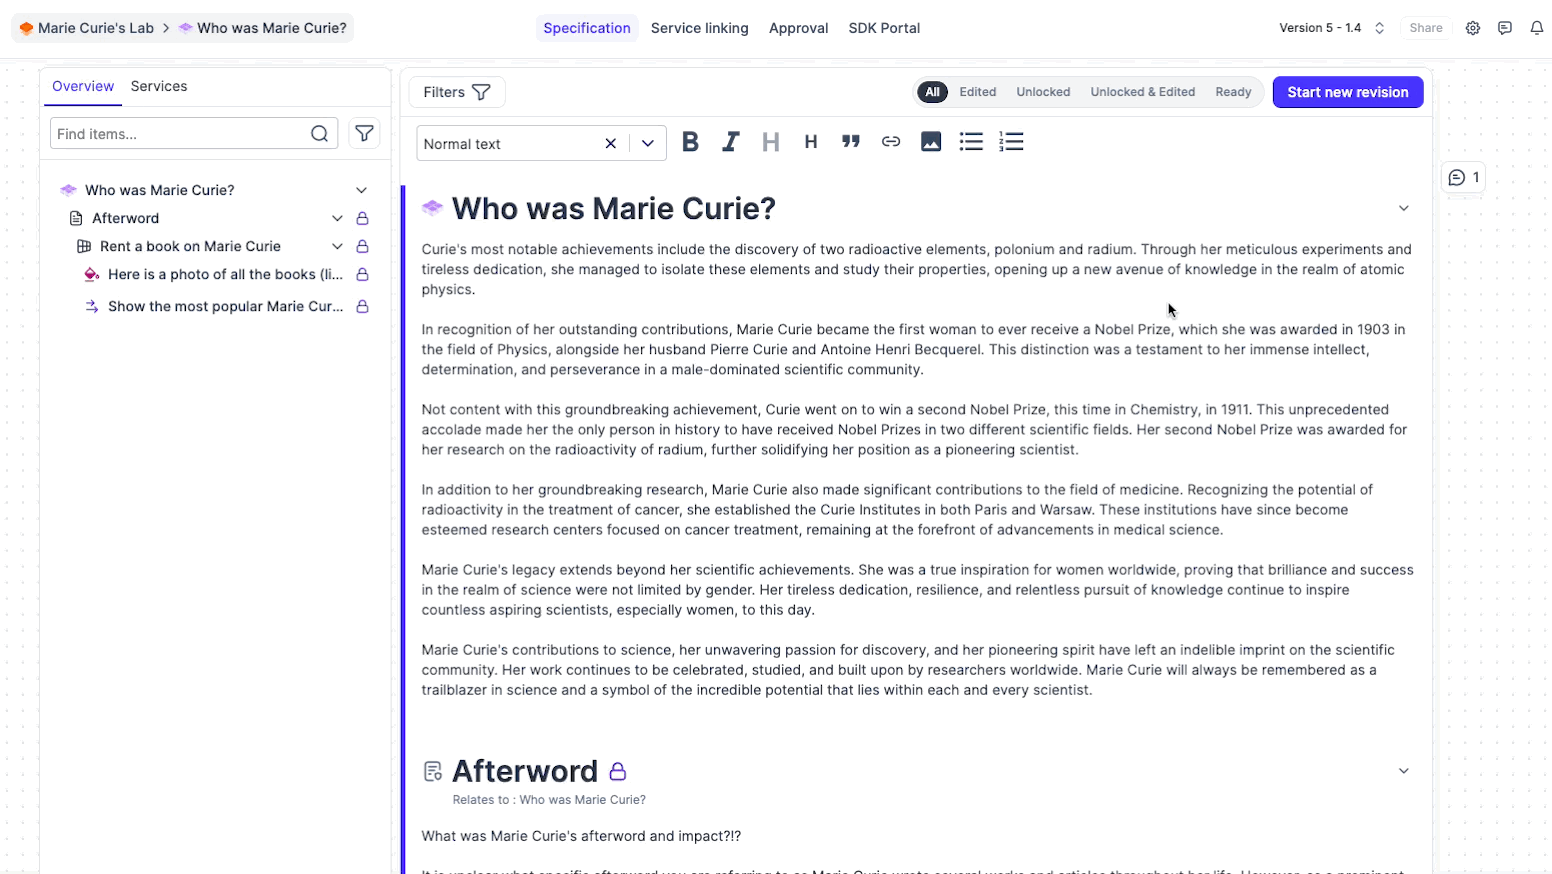 Marie Curie's Lab > Who was Marie Curie?
Specification Service linking Approval SDK Portal
Version 5 - 1.4 Share
Overview Services
Find items...
Who was Marie Curie?
Afterword
Rent a book on Marie Curie
Here is a photo of all the books (li...
Show the most popular Marie Cur...
Filters
All Edited Unlocked Unlocked & Edited Ready
Start new revision
Normal text
B I H H
1
Who was Marie Curie?
Curie's most notable achievements include the discovery of two radioactive elements, polonium and radium. Through her meticulous experiments and
tireless dedication, she managed to isolate these elements and study their properties, opening up a new avenue of knowledge in the realm of atomic
physics.
In recognition of her outstanding contributions, Marie Curie became the first woman to ever receive a Nobel Prize, which she was awarded in 1903 in
the field of Physics, alongside her husband Pierre Curie and Antoine Henri Becquerel. This distinction was a testament to her immense intellect,
determination, and perseverance in a male-dominated scientific community.
Not content with this groundbreaking achievement, Curie went on to win a second Nobel Prize, this time in Chemistry, in 1911. This unprecedented
accolade made her the only person in history to have received Nobel Prizes in two different scientific fields. Her second Nobel Prize was awarded for
her research on the radioactivity of radium, further solidifying her position as a pioneering scientist.
In addition to her groundbreaking research, Marie Curie also made significant contributions to the field of medicine. Recognizing the potential of
radioactivity in the treatment of cancer, she established the Curie Institutes in both Paris and Warsaw. These institutions have since become
esteemed research centers focused on cancer treatment, remaining at the forefront of advancements in medical science.
Marie Curie's legacy extends beyond her scientific achievements. She was a true inspiration for women worldwide, proving that brilliance and success
in the realm of science were not limited by gender. Her tireless dedication, resilience, and relentless pursuit of knowledge continue to inspire
countless aspiring scientists, especially women, to this day.
Marie Curie's contributions to science, her unwavering passion for discovery, and her pioneering spirit have left an indelible imprint on the scientific
community. Her work continues to be celebrated, studied, and built upon by researchers worldwide. Marie Curie will always be remembered as a
trailblazer in science and a symbol of the incredible potential that lies within each and every scientist.
Afterword
Relates to : Who was Marie Curie?
What was Marie Curie's afterword and impact?!?